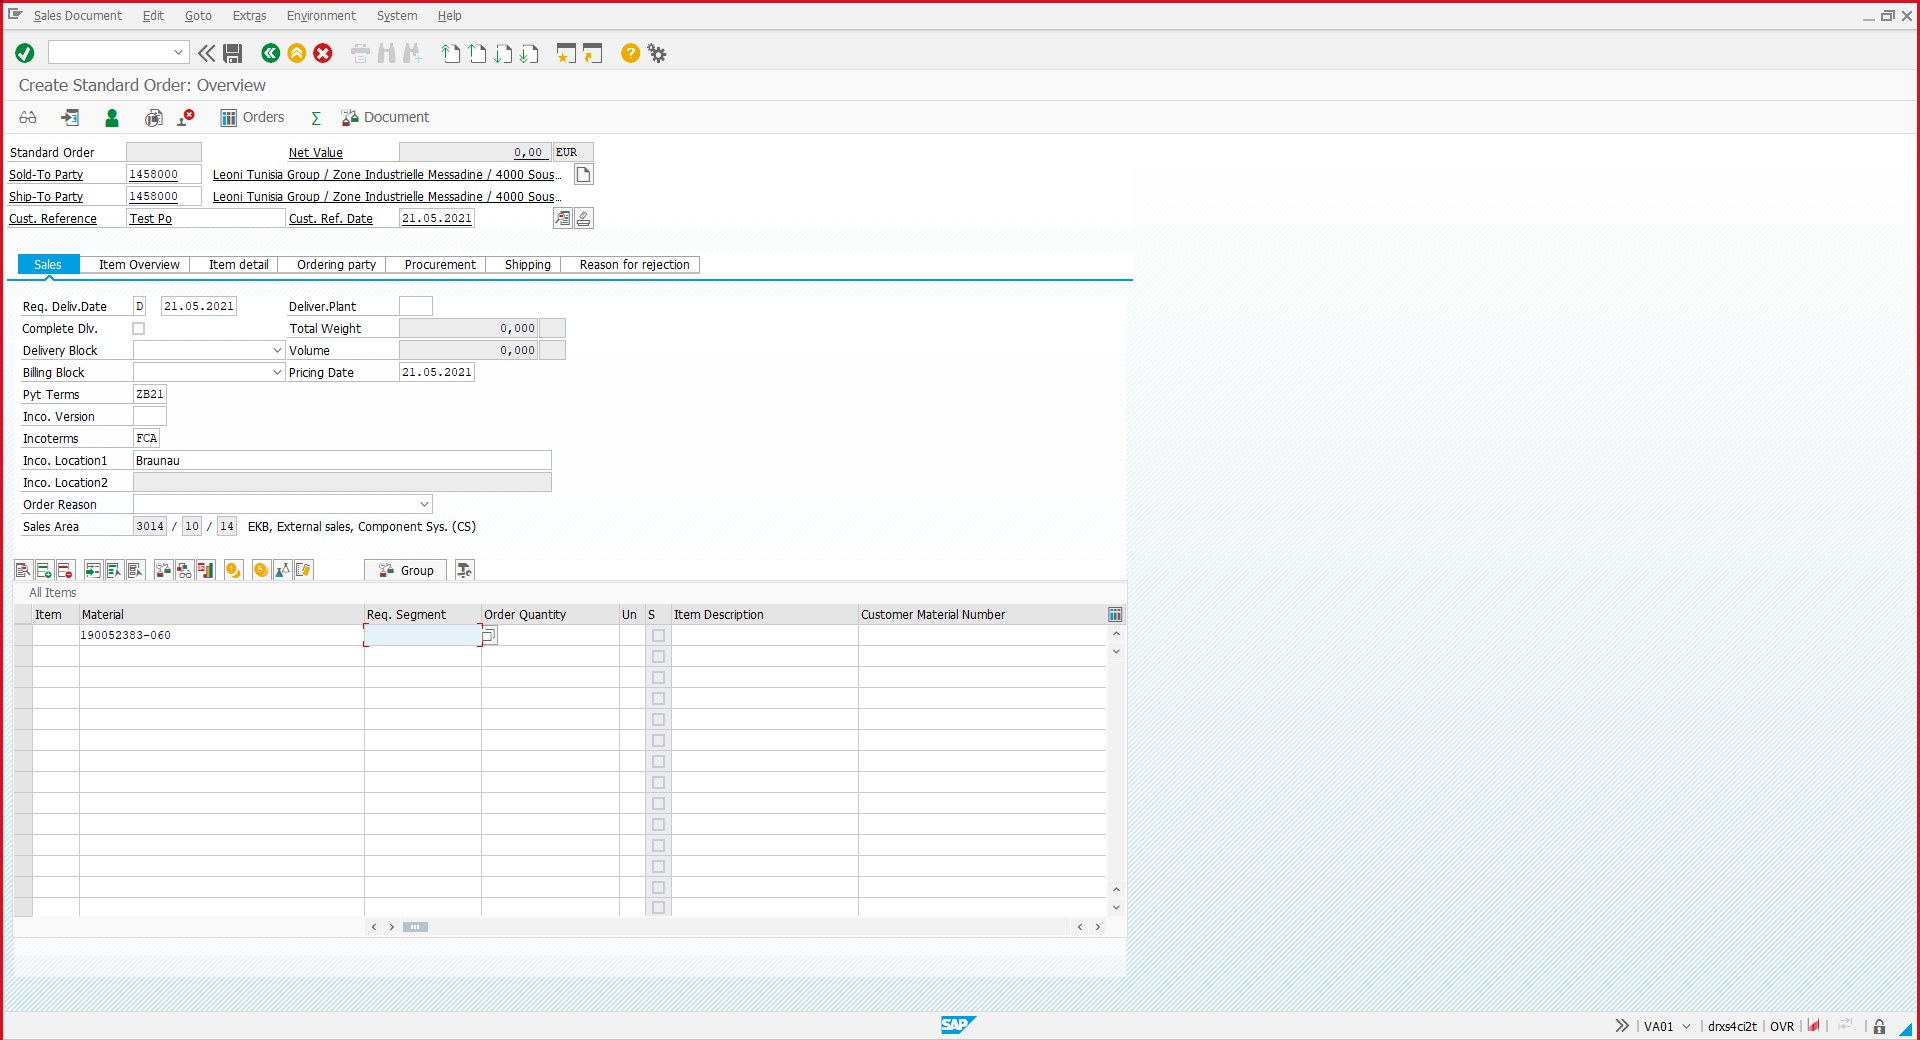 Sales Document Edit Goto Extras Environment System Help
Create Standard Order: Overview
Orders Document
Standard Order Net Value 0,00 EUR
Sold-To Party 1458000 Leoni Tunisia Group / Zone Industrielle Messadine / 4000 Sous...
Ship-To Party 1458000 Leoni Tunisia Group / Zone Industrielle Messadine / 4000 Sous...
Cust. Reference Test Po Cust. Ref. Date 21.05.2021
Sales Item Overview Item detail Ordering party Procurement Shipping Reason for rejection
Req. Deliv.Date D 21.05.2021 Deliver.Plant
Complete Dlv. Total Weight 0,000
Delivery Block Volume 0,000
Billing Block Pricing Date 21.05.2021
Pyt Terms ZB21
Inco. Version
Incoterms FCA
Inco. Location1 Braunau
Inco. Location2
Order Reason
Sales Area 3014 / 10 / 14 EKB, External sales, Component Sys. (CS)
Group
All Items
Item Material Req. Segment Order Quantity Un S Item Description Customer Material Number
190052383-060
SAP VA01 drxs4ci2t OVR